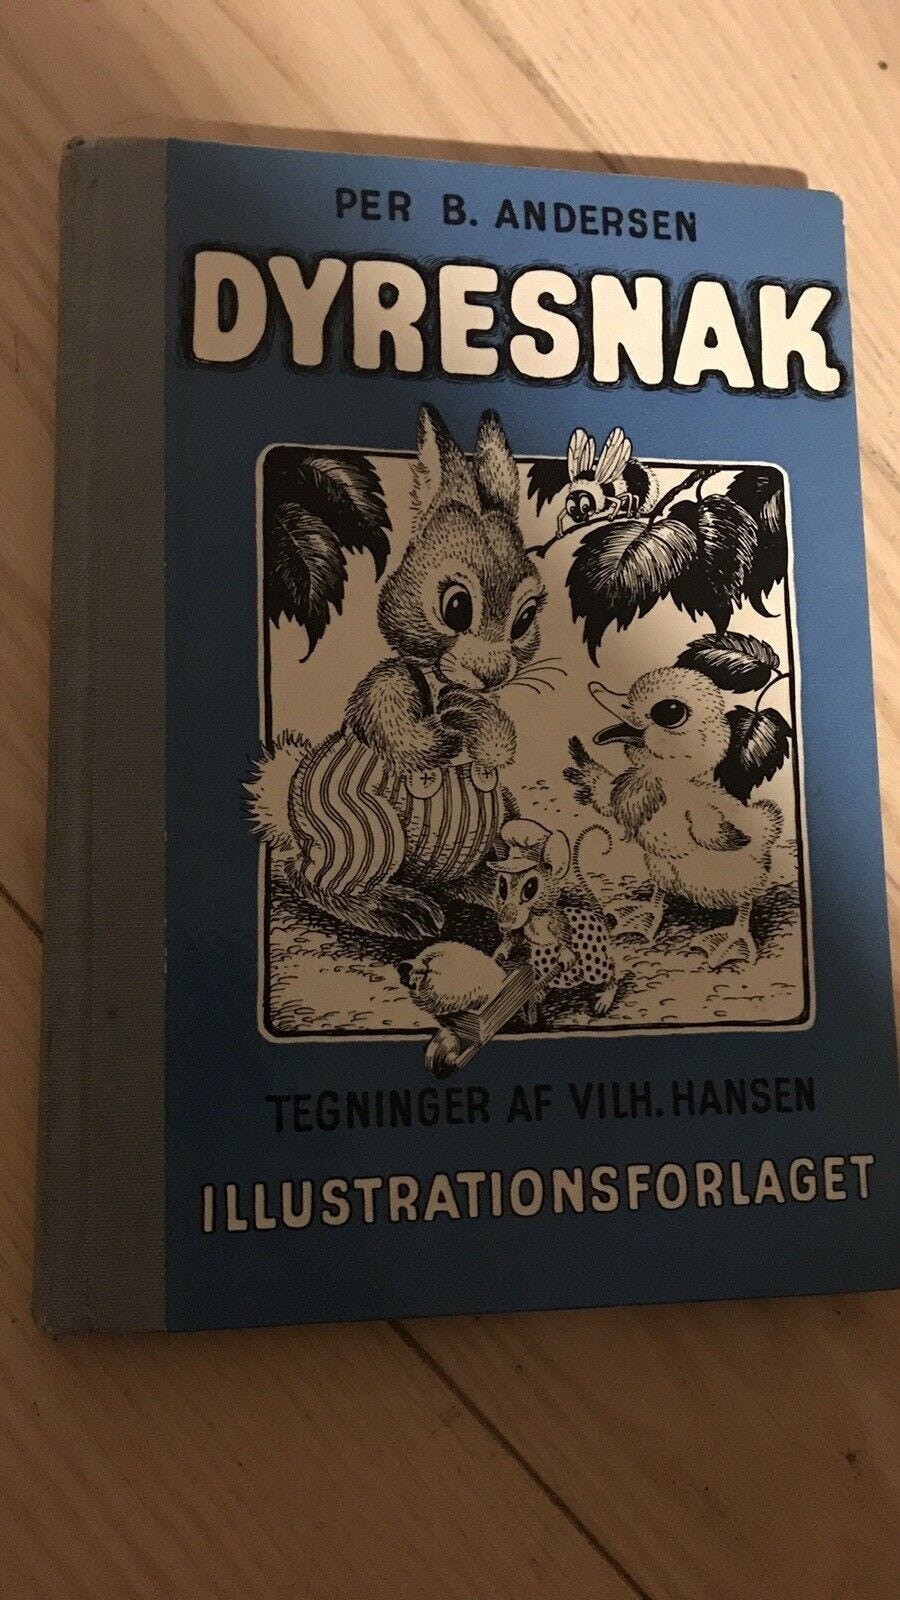 PER B. ANDERSEN
DYRESNAK
TEGNINGER AF VILH. HANSEN
ILLUSTRATIONSFORLAGET